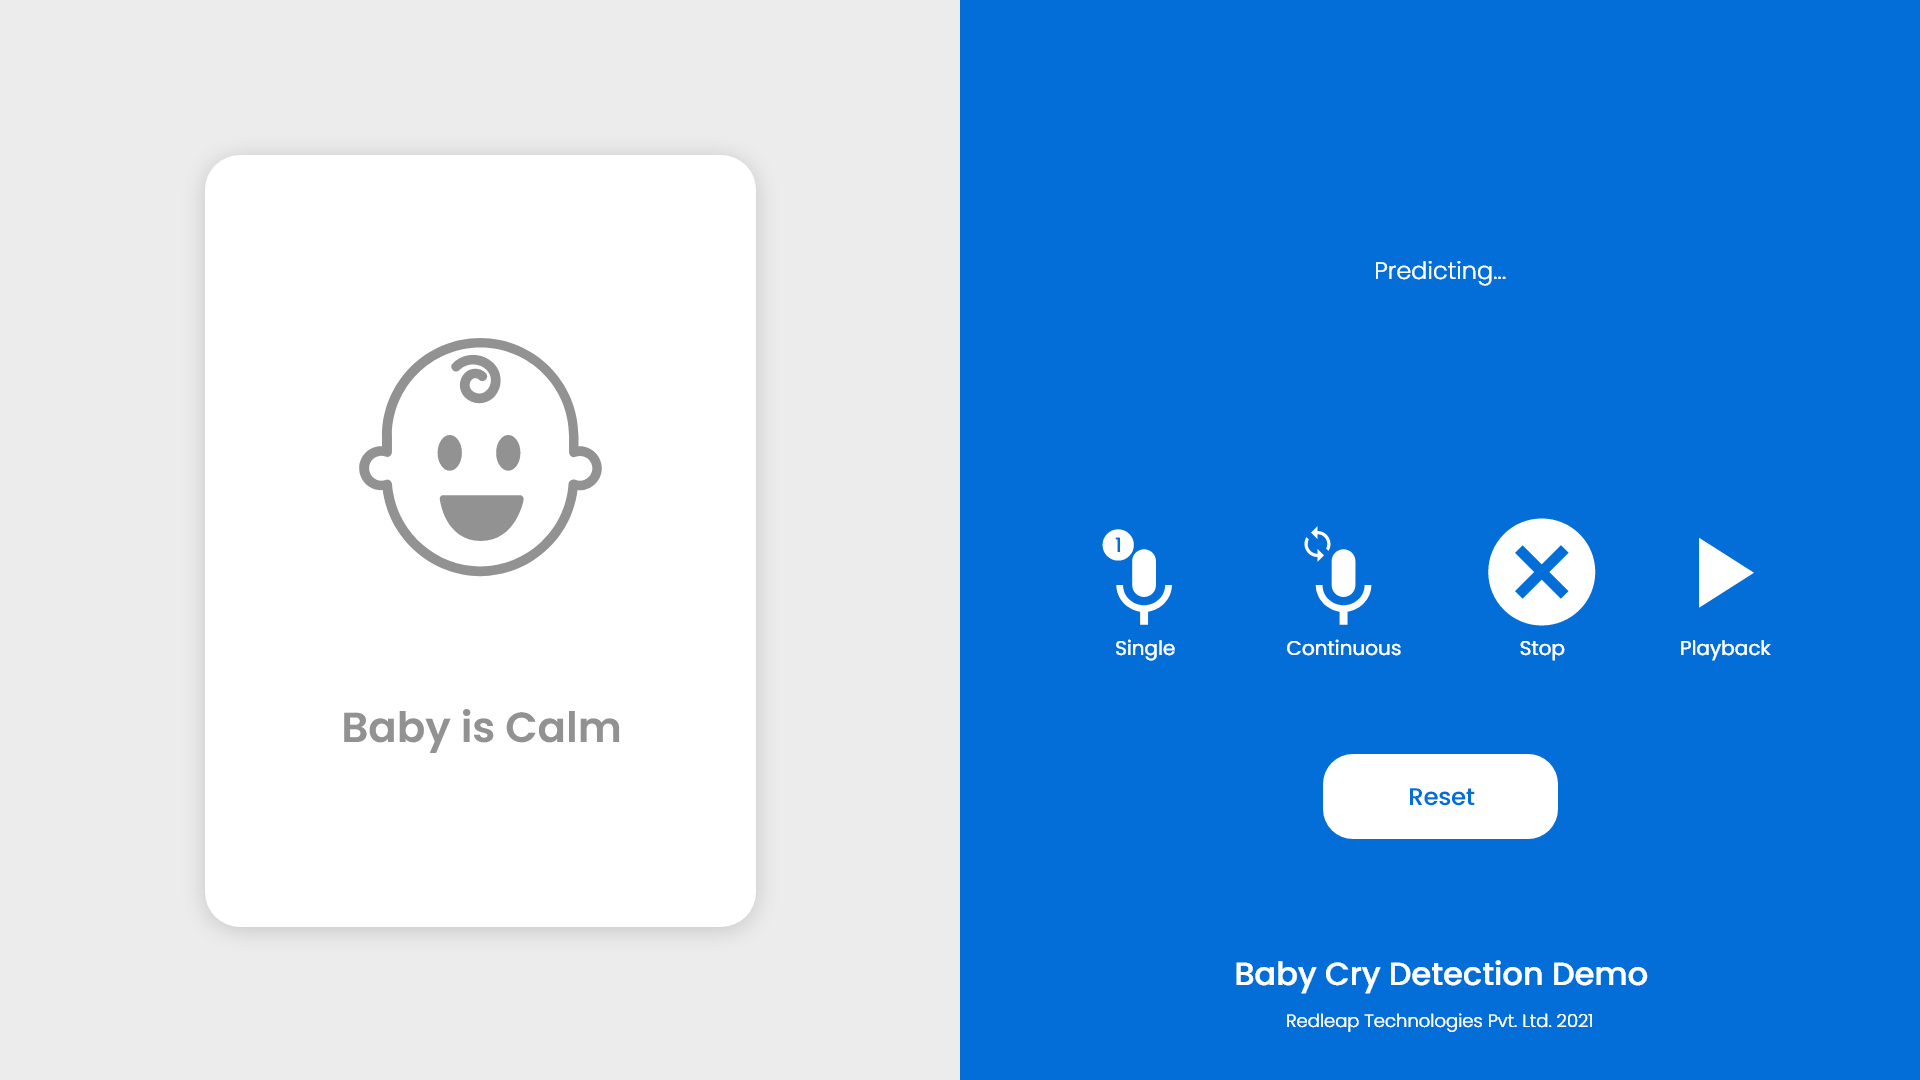 Baby is Calm
Predicting...
1
Single
Continuous
Stop
Playback
Reset
Baby Cry Detection Demo
Redleap Technologies Pvt. Ltd. 2021